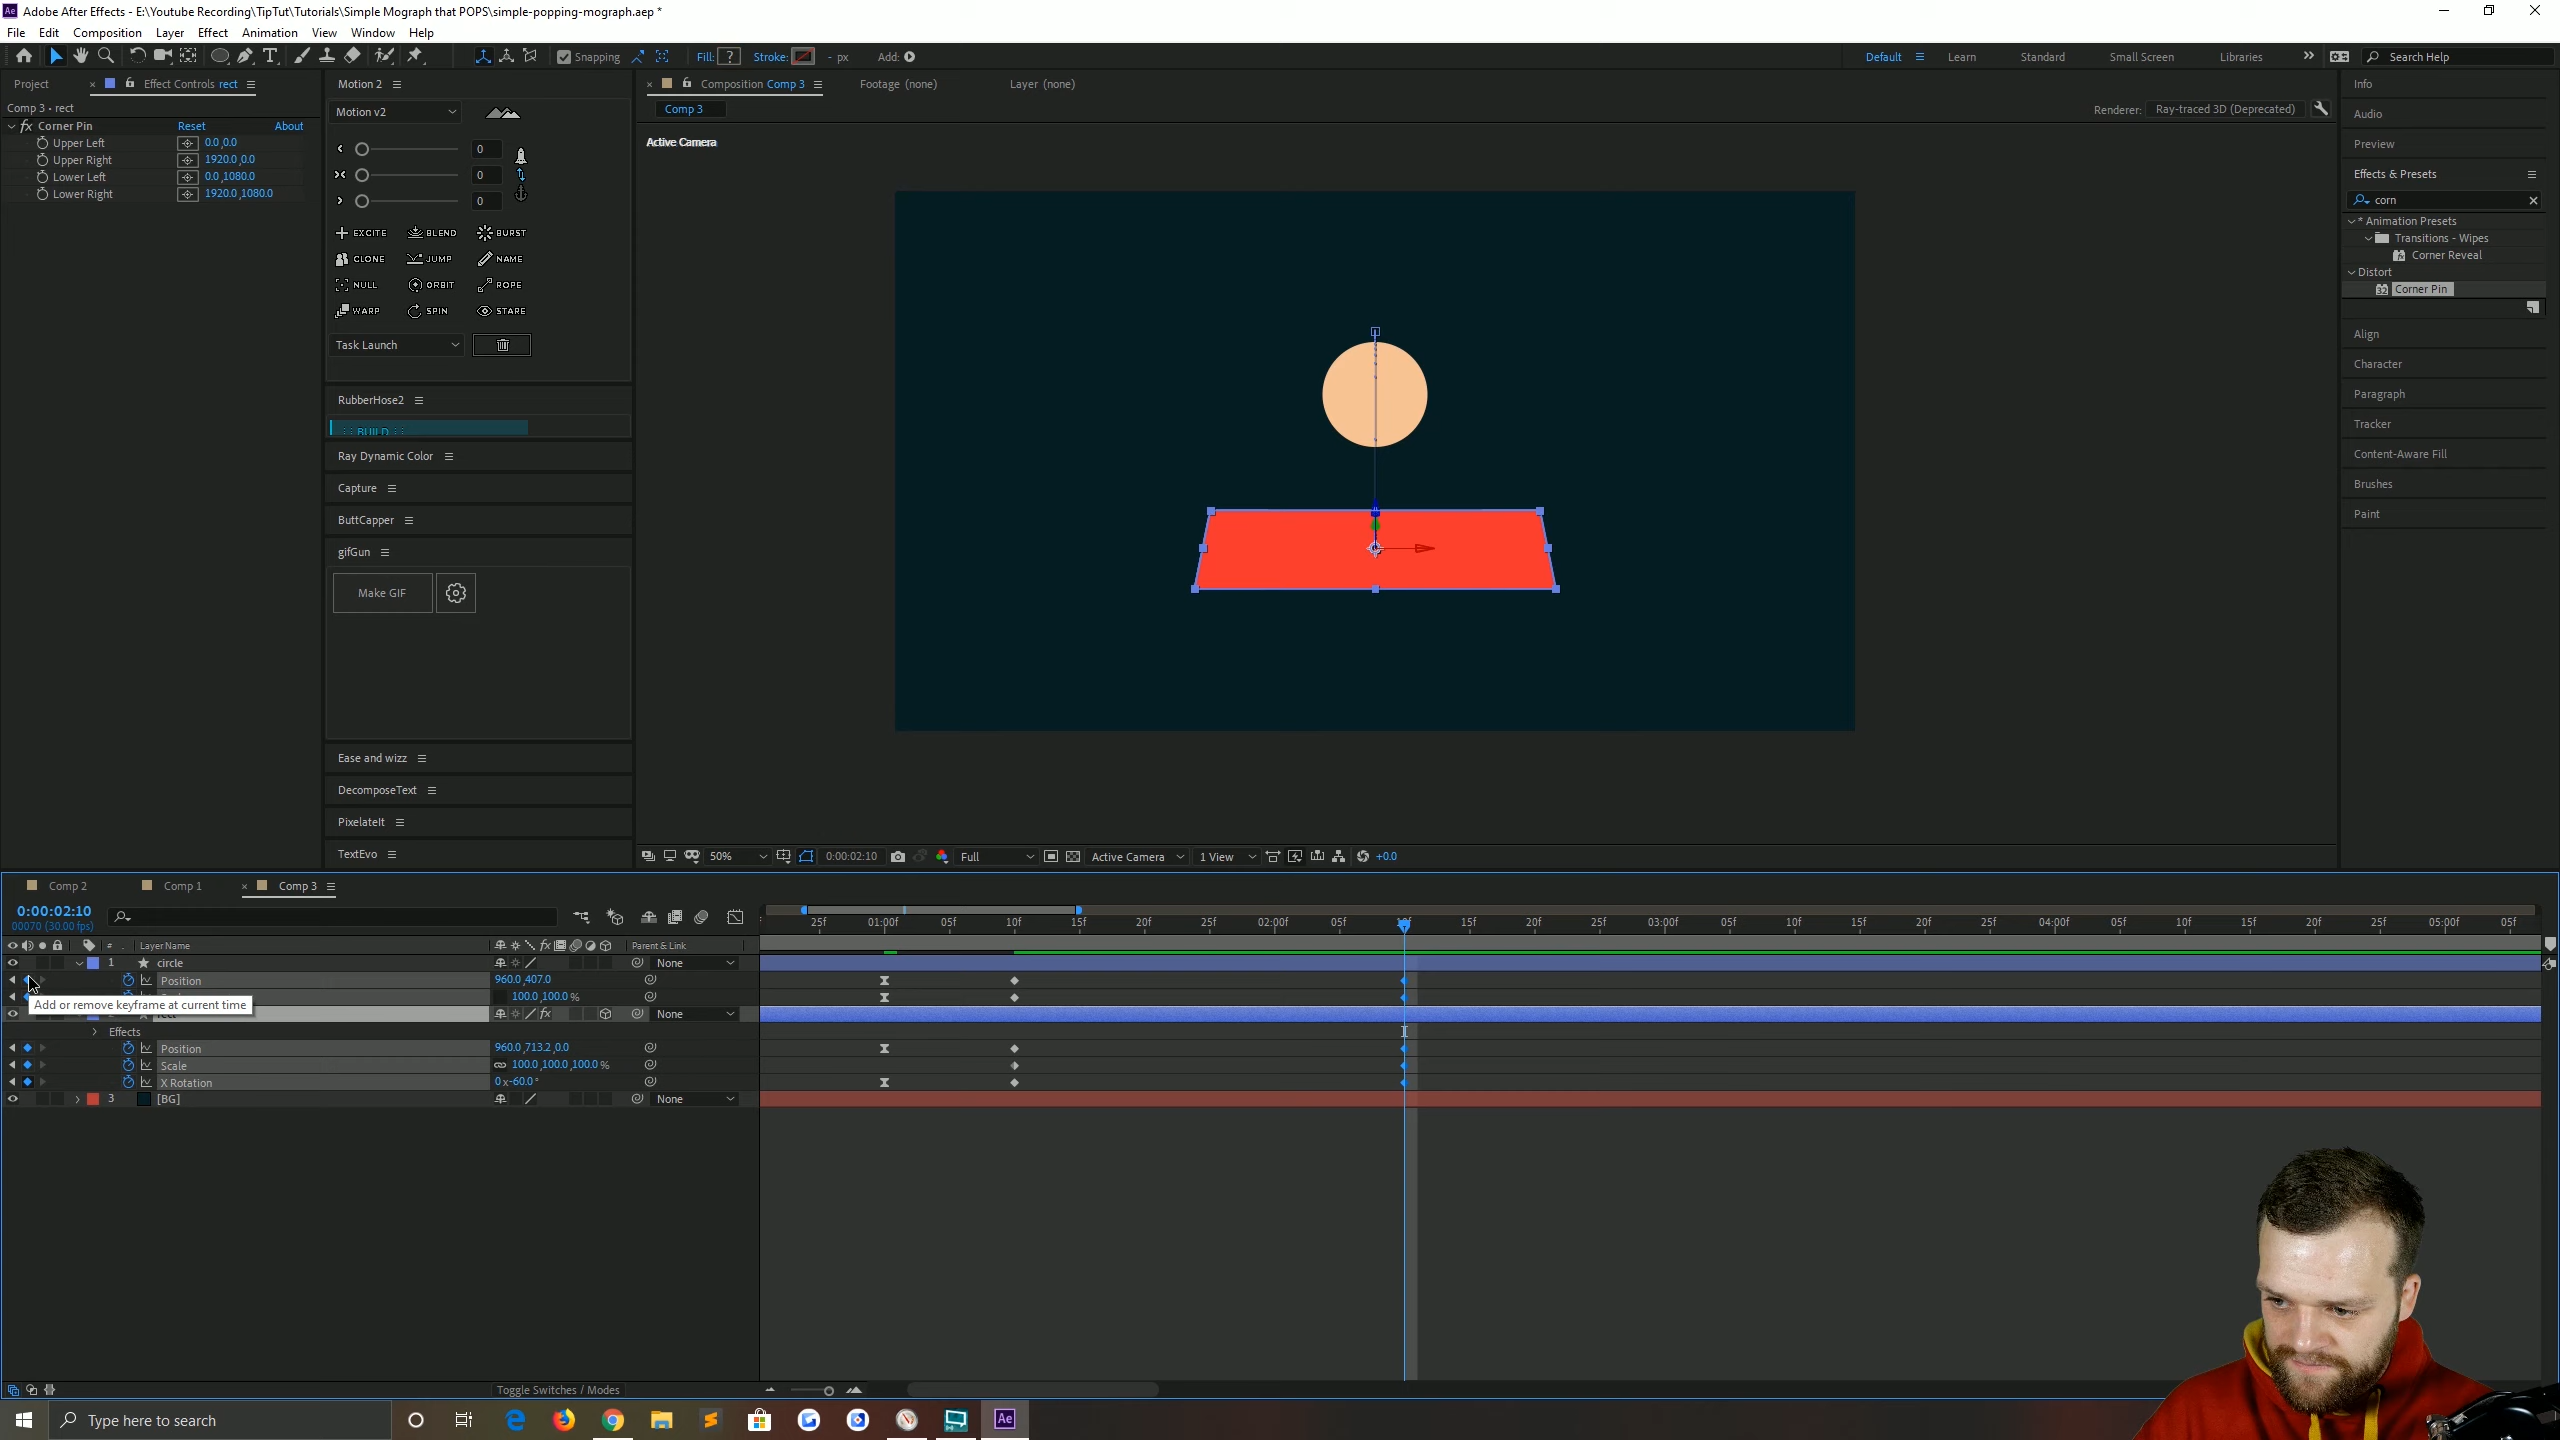 Adobe After Effects - E:\Youtube Recording\TipTut\Tutorials\Simple Mograph that POPS\simple-popping-mograph.aep *
File Edit Composition Layer Effect Animation View Window Help
Snapping Fill: ? Stroke: - px Add: Default Learn Standard Small Screen Libraries Search Help
Project Effect Controls rect
Comp 3 • rect
fx Corner Pin Reset About
Upper Left 0.0,0.0
Upper Right 1920.0,0.0
Lower Left 0.0,1080.0
Lower Right 1920.0,1080.0
Motion 2
Motion v2
0
0
0
EXCITE BLEND BURST
CLONE JUMP NAME
NULL ORBIT ROPE
WARP SPIN STARE
Task Launch
RubberHose2
:: BUILD ::
Ray Dynamic Color
Capture
ButtCapper
gifGun
Make GIF
Ease and wizz
DecomposeText
PixelateIt
TextEvo
Composition Comp 3 Footage (none) Layer (none)
Comp 3 Renderer: Ray-traced 3D (Deprecated)
Active Camera
50% 0:00:02:10 Full Active Camera 1 View +0.0
Info
Audio
Preview
Effects & Presets
corn
* Animation Presets
Transitions - Wipes
Corner Reveal
Distort
Corner Pin
Align
Character
Paragraph
Tracker
Content-Aware Fill
Brushes
Paint
Comp 2 Comp 1 Comp 3
0:00:02:10
00070 (30.00 fps)
25f 01:00f 05f 10f 15f 20f 25f 02:00f 05f 15f 20f 25f 03:00f 05f 10f 15f 20f 25f 04:00f 05f 10f 15f 20f 25f 05:00f 05f
# Layer Name Parent & Link
1 circle None
Position 960.0,407.0
100.0,100.0%
Add or remove keyframe at current time
None
Effects
Position 960.0,713.2,0.0
Scale 100.0,100.0,100.0%
X Rotation 0x-60.0°
3 [BG] None
Toggle Switches / Modes
Type here to search
Ae